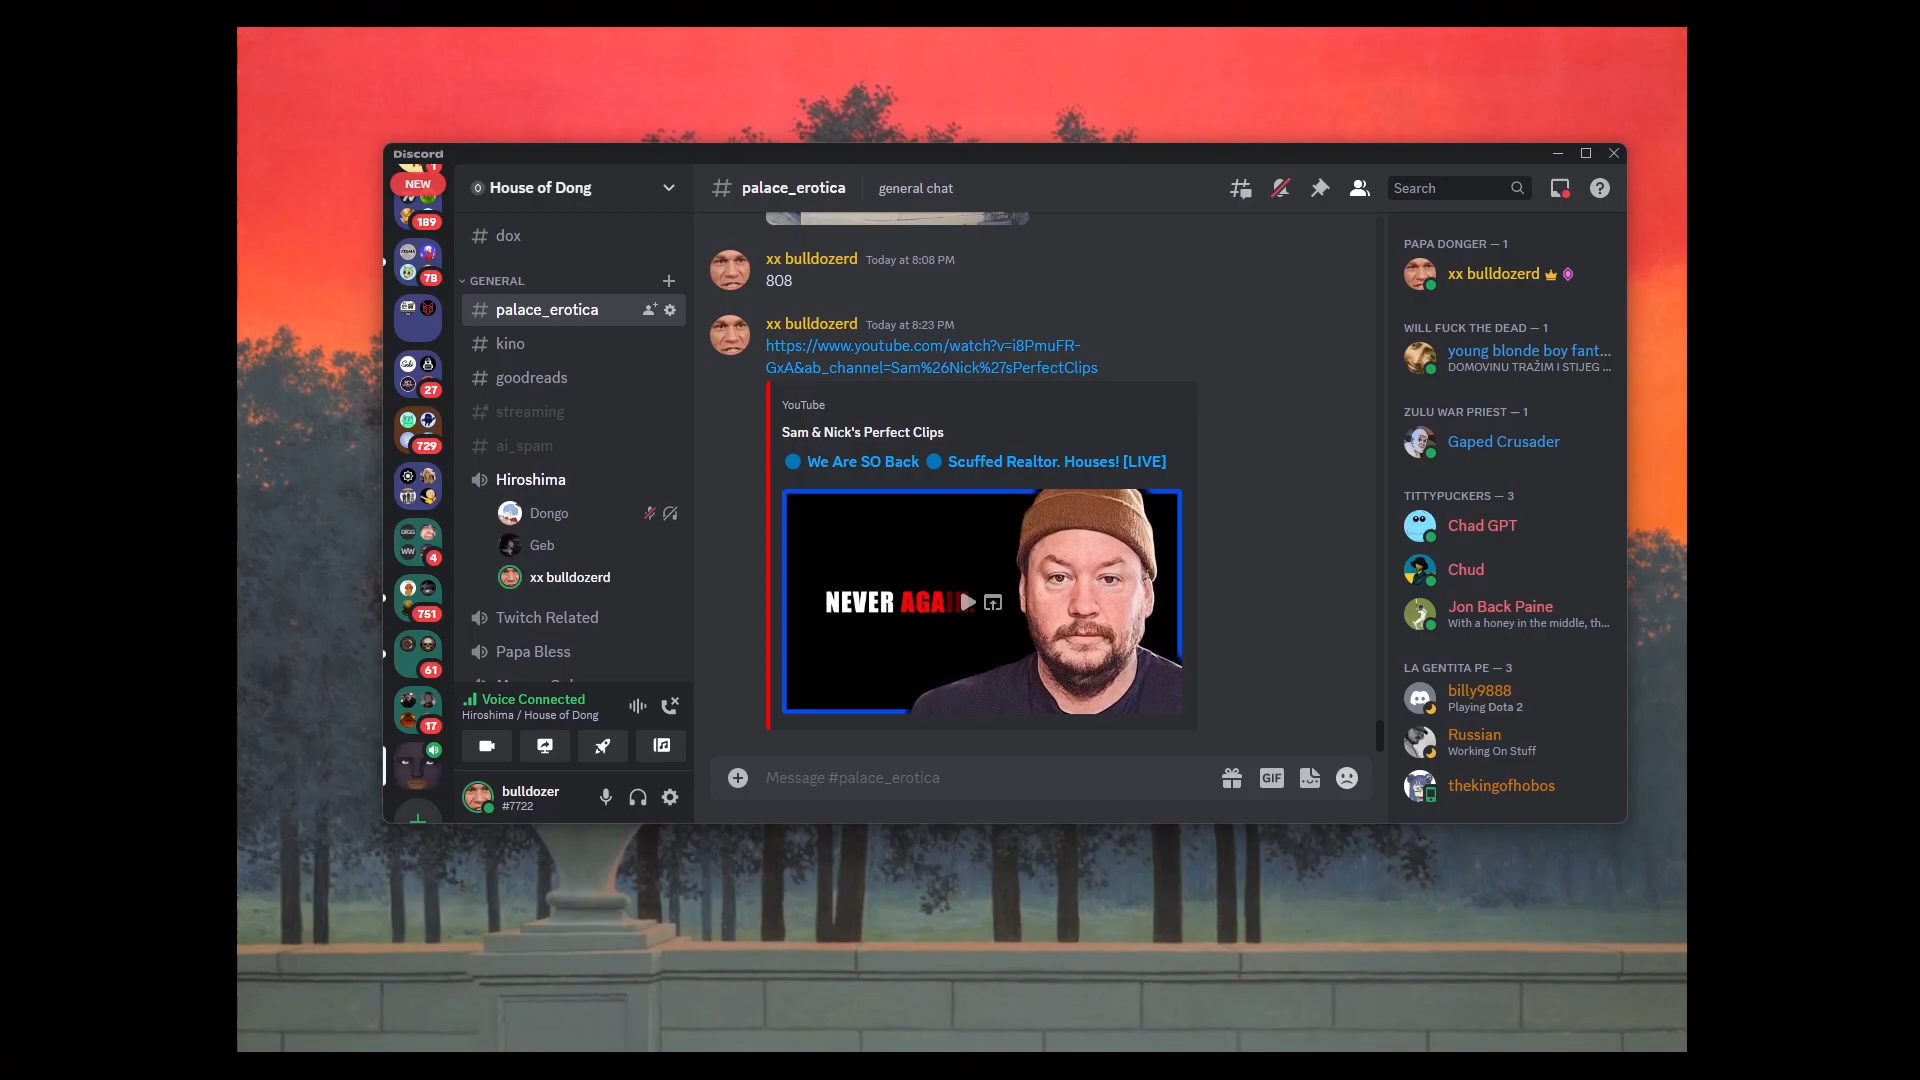 Discord
NEW
1
189
78
27
729
4
751
61
17
House of Dong
dox
GENERAL
palace_erotica
kino
goodreads
streaming
ai_spam
Hiroshima
Dongo
Geb
xx bulldozerd
Twitch Related
Papa Bless
Voice Connected
Hiroshima / House of Dong
bulldozer
#7722
palace_erotica
general chat
Search
xx bulldozerd Today at 8:08 PM
808
xx bulldozerd Today at 8:23 PM
https://www.youtube.com/watch?v=i8PmuFR-
GxA&ab_channel=Sam%26Nick%27sPerfectClips
YouTube
Sam & Nick's Perfect Clips
We Are SO Back 🔵 Scuffed Realtor. Houses! [LIVE]
NEVER AGAIN
Message #palace_erotica
GIF
PAPA DONGER — 1
xx bulldozerd
WILL FUCK THE DEAD — 1
young blonde boy fant...
DOMOVINU TRAŽIM I STIJEG ...
ZULU WAR PRIEST — 1
Gaped Crusader
TITTYPUCKERS — 3
Chad GPT
Chud
Jon Back Paine
With a honey in the middle, th...
LA GENTITA PE — 3
billy9888
Playing Dota 2
Russian
Working On Stuff
thekingofhobos